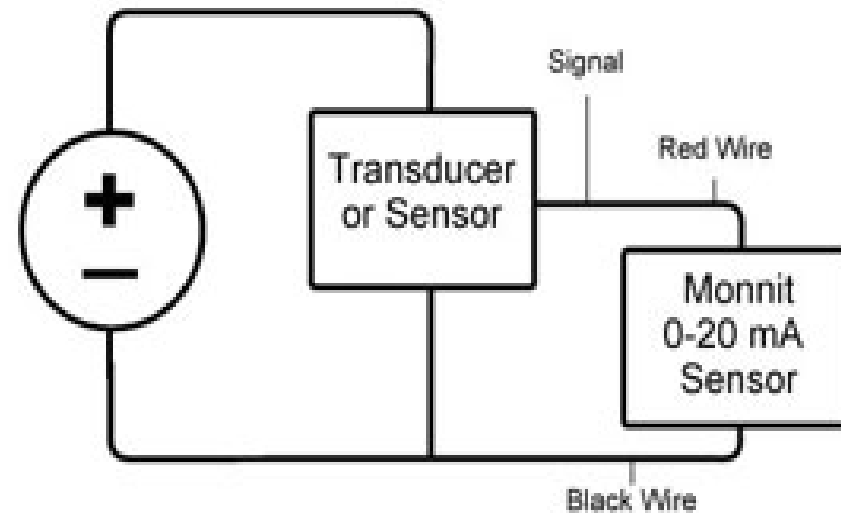 Signal
Red Wire
+
−
Transducer
or Sensor
Monnit
0-20 mA
Sensor
Black Wire